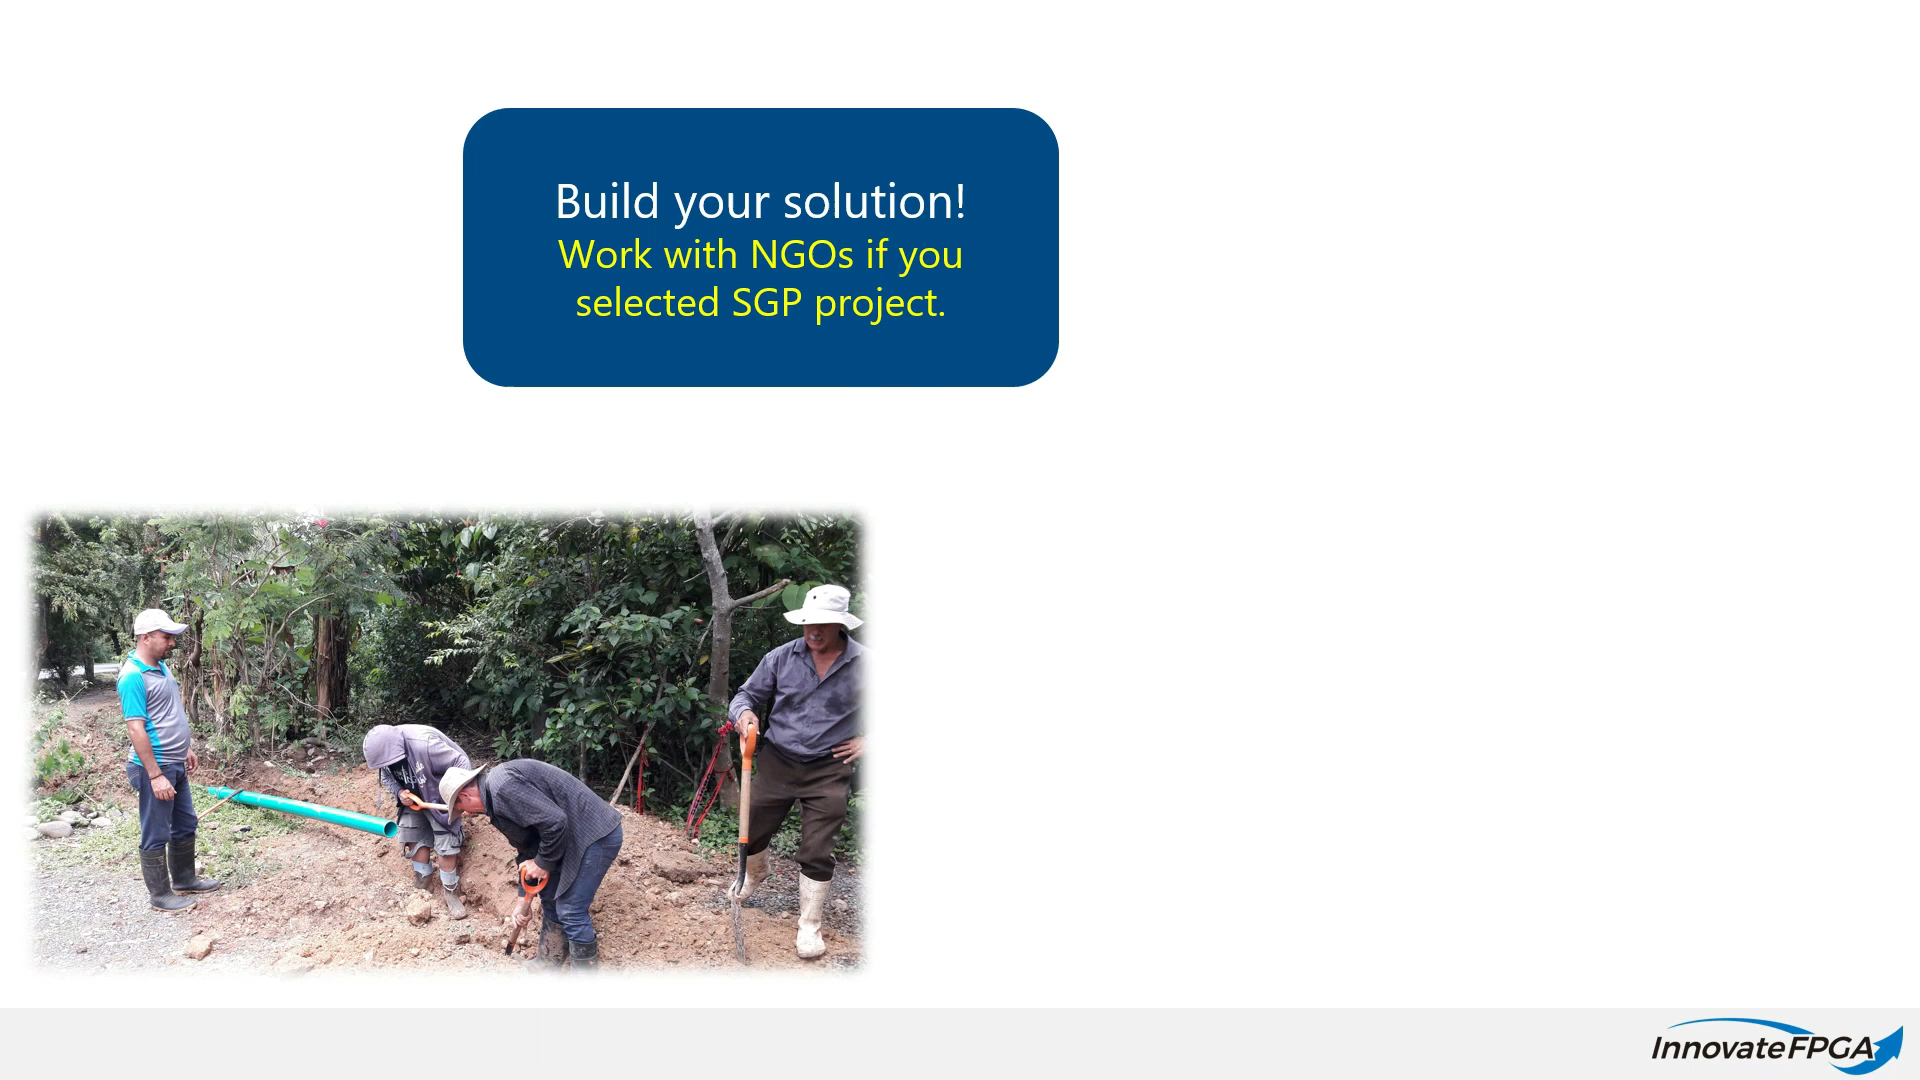 Build your solution!
Work with NGOs if you
selected SGP project.
InnovateFPGA